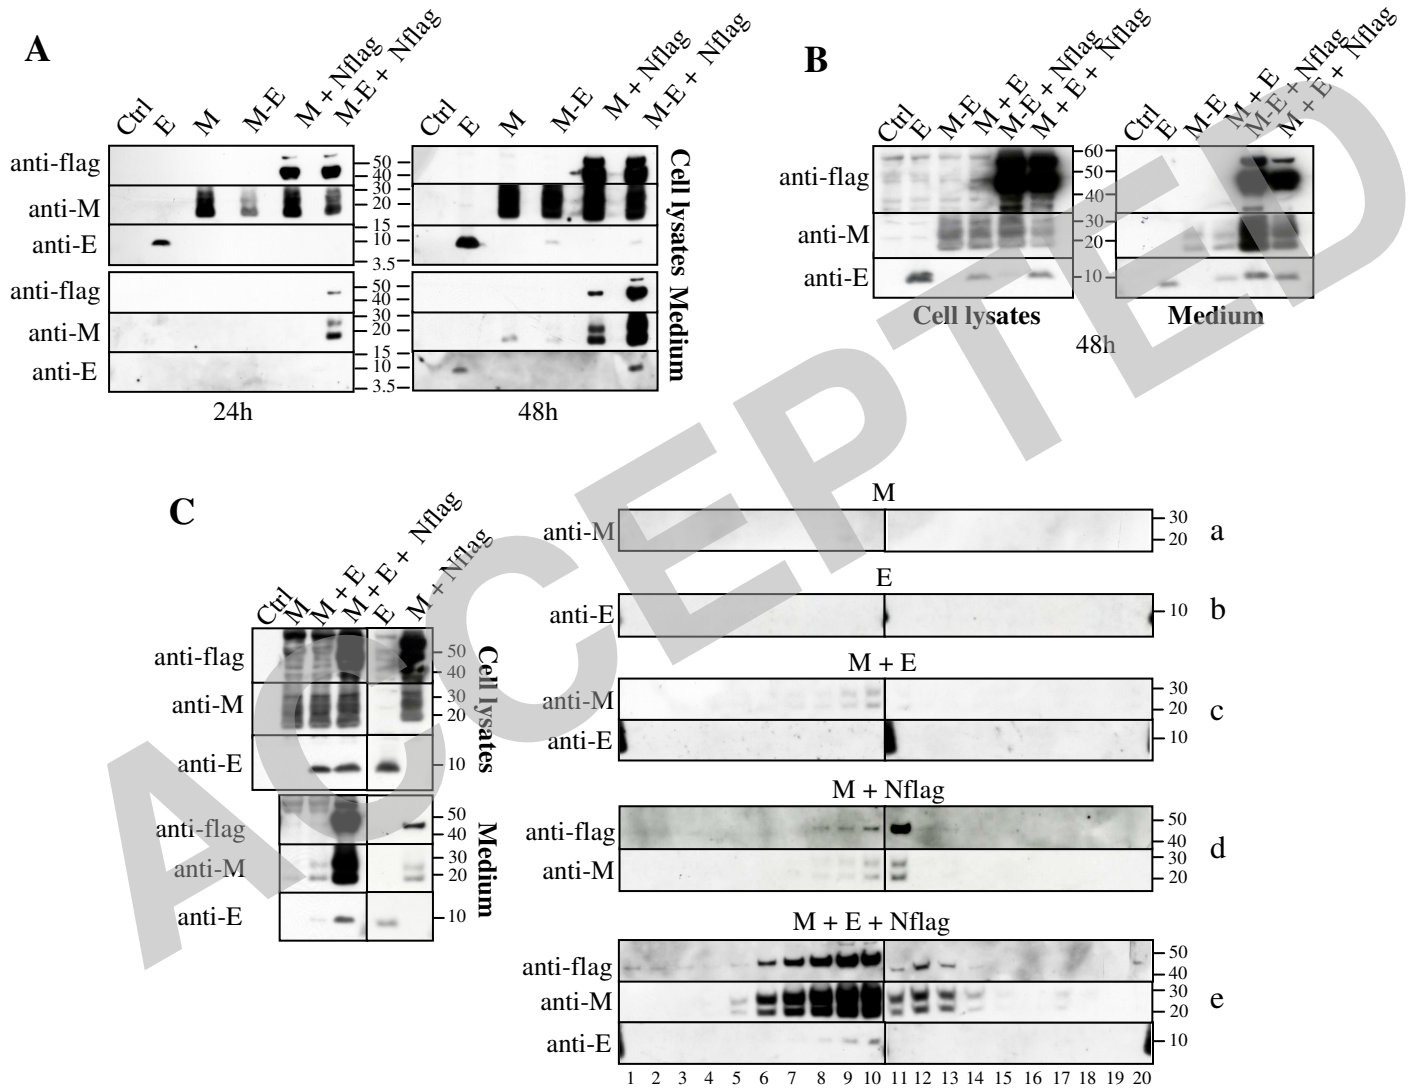 A
Ctrl E M M-E M + Nflag M-E + Nflag
Ctrl E M M-E M + Nflag M-E + Nflag
anti-flag
anti-M
anti-E
50
40
30
20
15
10
3.5
Cell lysates
anti-flag
anti-M
anti-E
50
40
30
20
15
10
3.5
Medium
24h
48h
B
Ctrl E M-E M + E M-E + Nflag M + E + Nflag
Ctrl E M-E M + E M-E + Nflag M + E + Nflag
anti-flag
anti-M
anti-E
60
50
40
30
20
10
Cell lysates
Medium
48h
C
Ctrl M M + E M + E + Nflag E M + Nflag
anti-flag
anti-M
anti-E
50
40
30
20
10
Cell lysates
anti-flag
anti-M
anti-E
50
40
30
20
10
Medium
M
anti-M
30
20
a
E
anti-E
10
b
M + E
anti-M
anti-E
30
20
10
c
M + Nflag
anti-flag
anti-M
50
40
30
20
d
M + E + Nflag
anti-flag
anti-M
anti-E
50
40
30
20
10
e
1 2 3 4 5 6 7 8 9 10 11 12 13 14 15 16 17 18 19 20
ACCEPTED